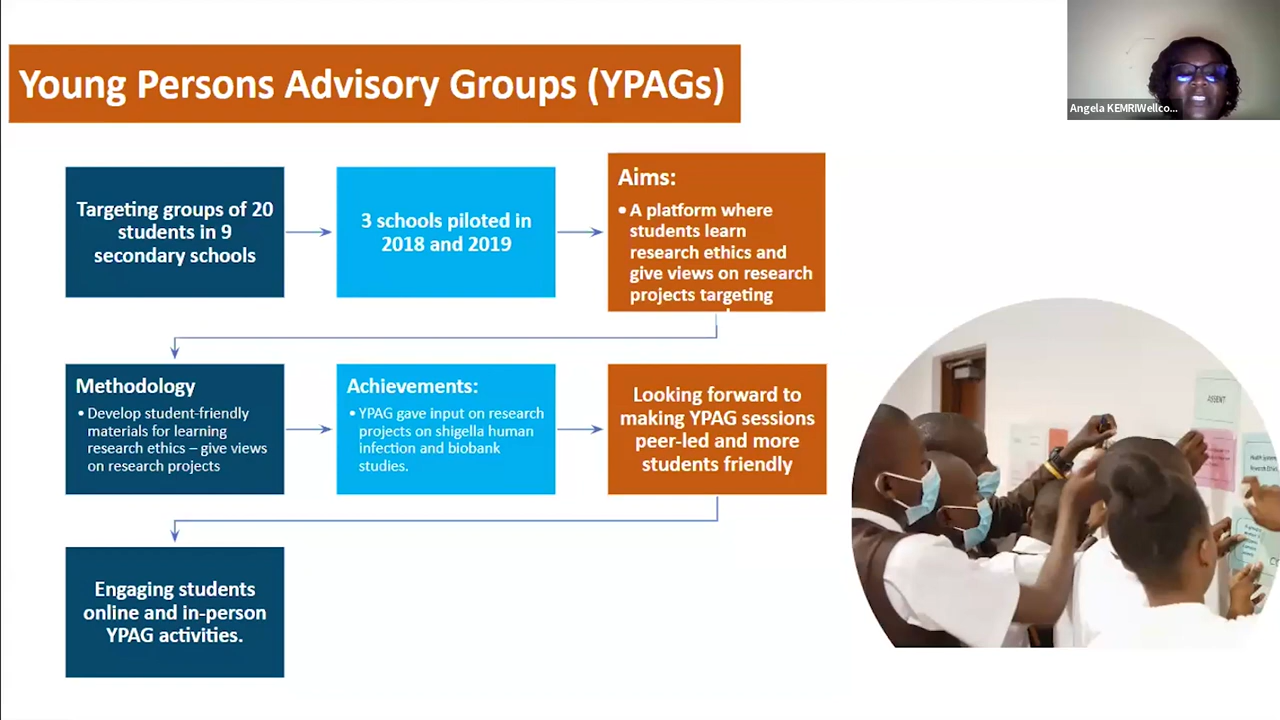 Young Persons Advisory Groups (YPAGs)
Angela KEMRIWellco...
Targeting groups of 20
students in 9
secondary schools
3 schools piloted in
2018 and 2019
Aims:
• A platform where
students learn
research ethics and
give views on research
projects targeting
Methodology
• Develop student-friendly
materials for learning
research ethics – give views
on research projects
Achievements:
• YPAG gave input on research
projects on shigella human
infection and biobank
studies.
Looking forward to
making YPAG sessions
peer-led and more
students friendly
Engaging students
online and in-person
YPAG activities.
ASSENT
Research Ethics